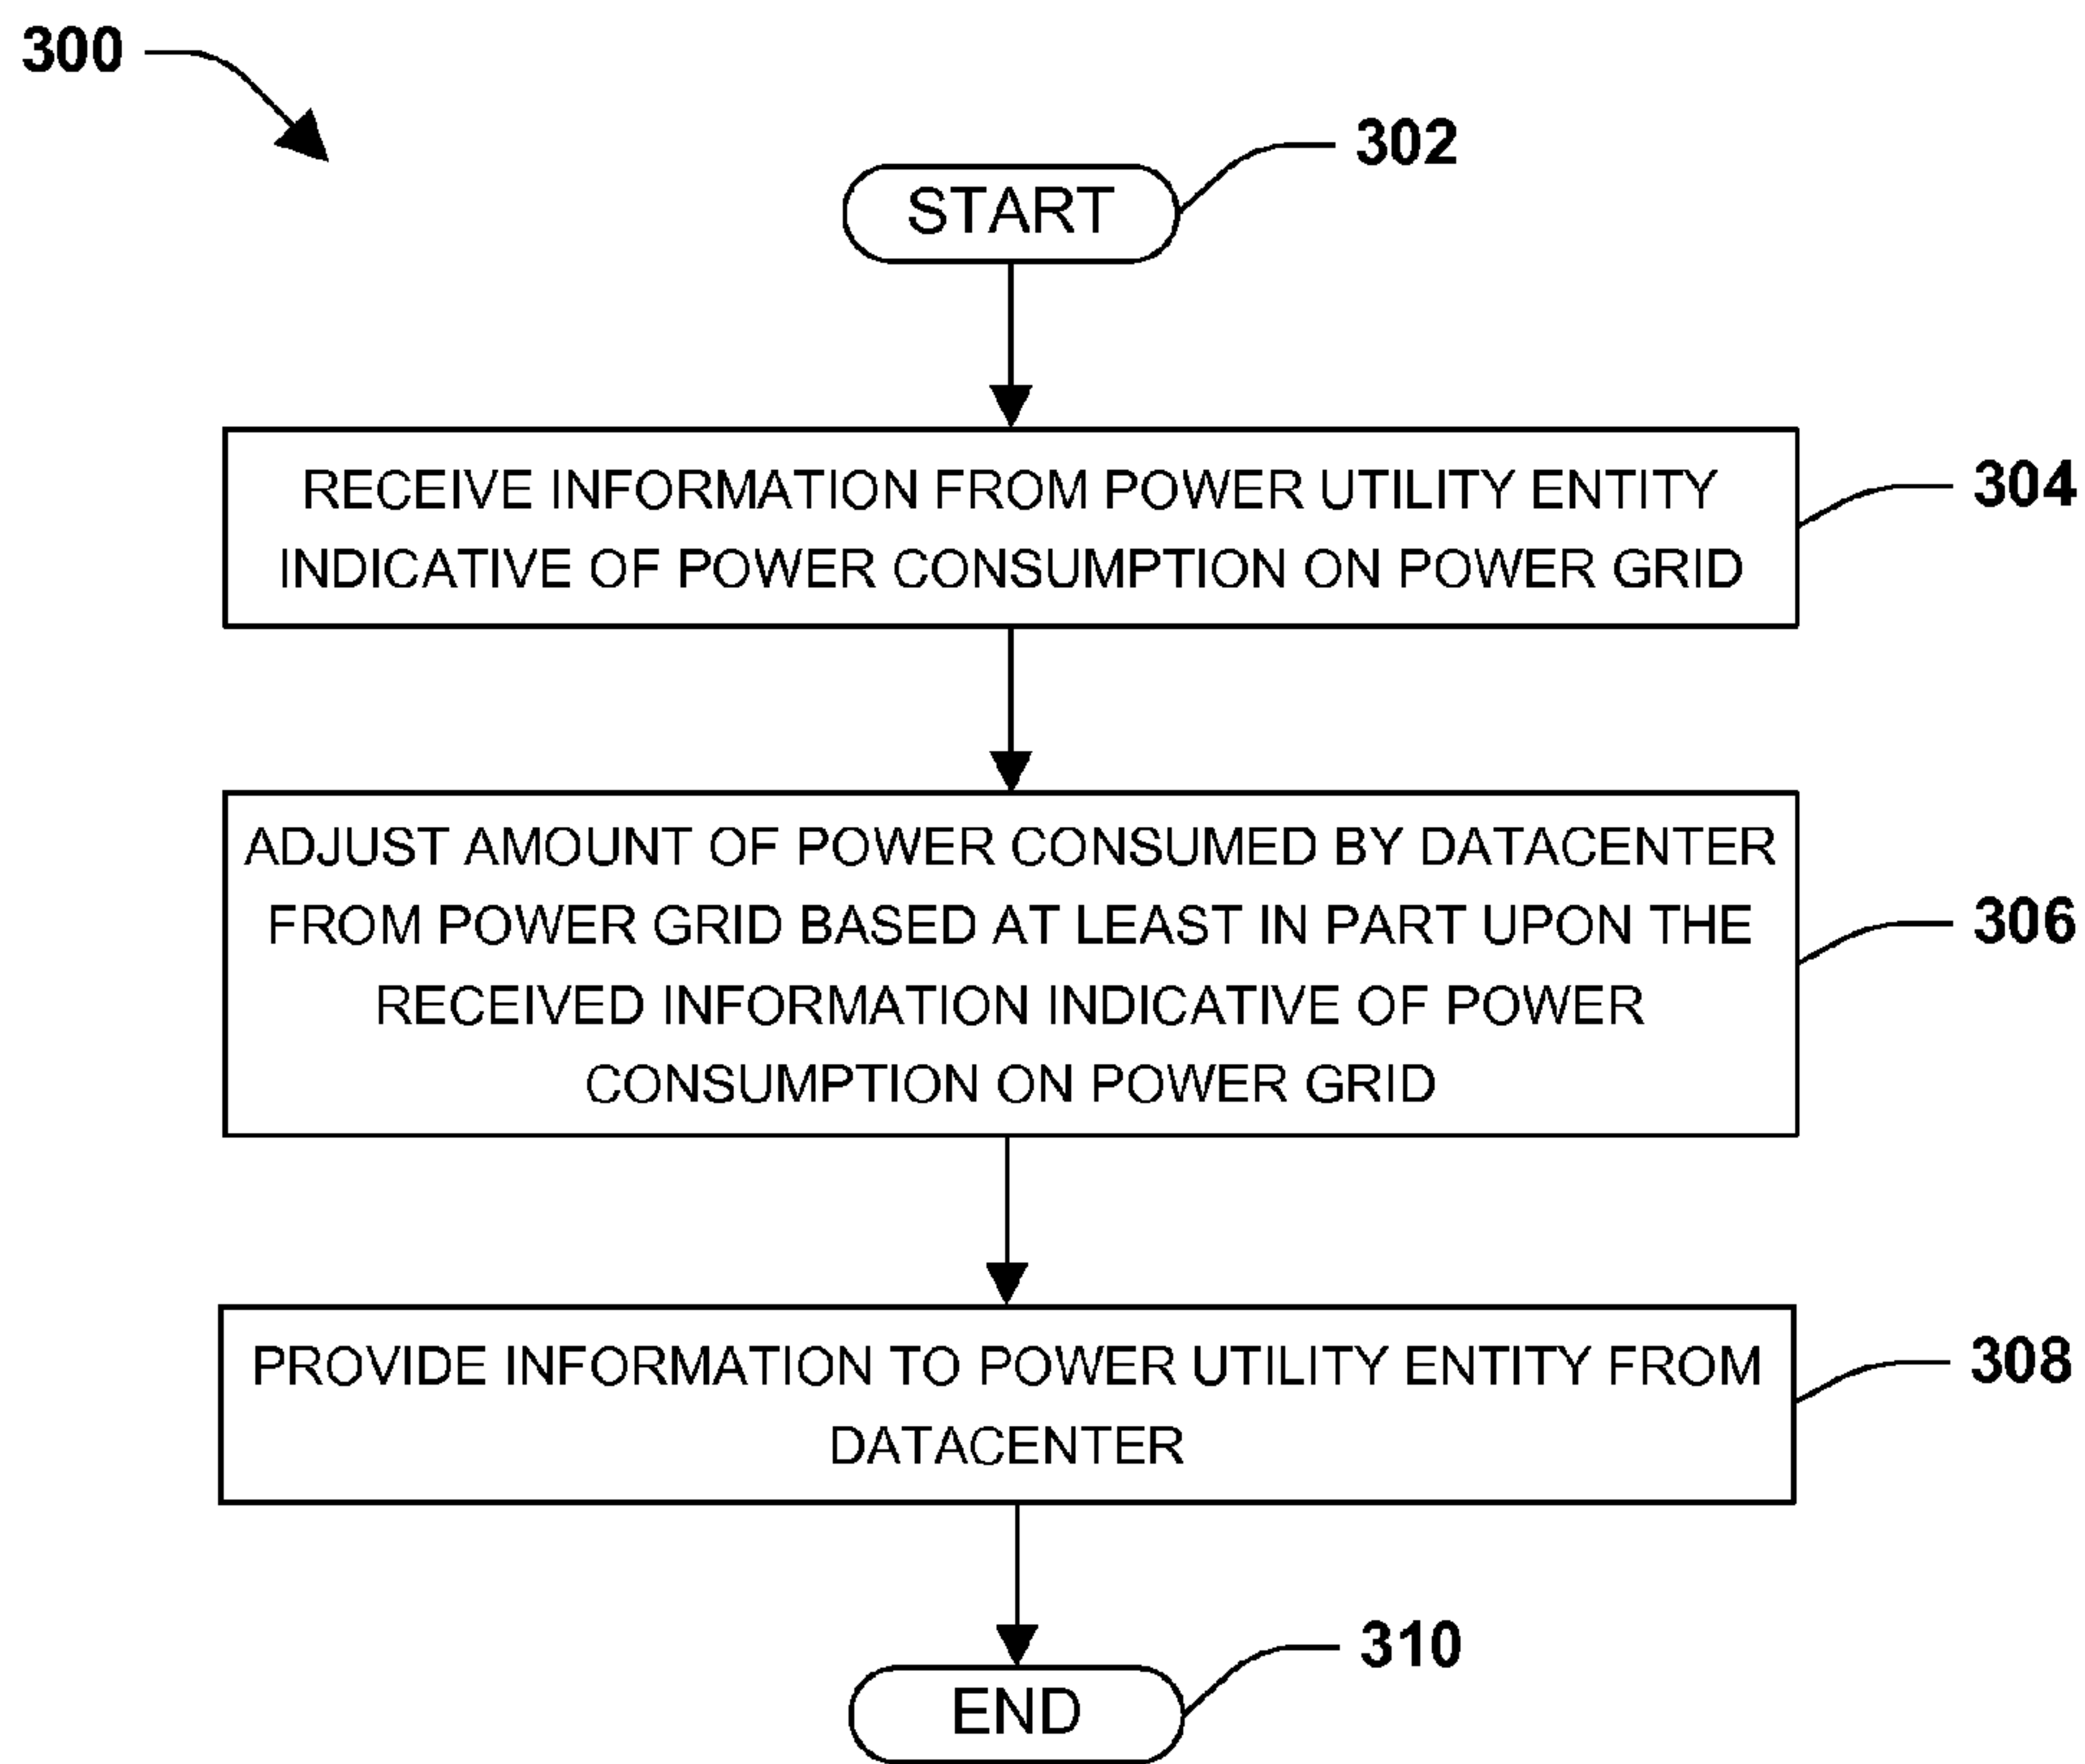 300
302
START
RECEIVE INFORMATION FROM POWER UTILITY ENTITY
INDICATIVE OF POWER CONSUMPTION ON POWER GRID
304
ADJUST AMOUNT OF POWER CONSUMED BY DATACENTER
FROM POWER GRID BASED AT LEAST IN PART UPON THE
RECEIVED INFORMATION INDICATIVE OF POWER
CONSUMPTION ON POWER GRID
306
PROVIDE INFORMATION TO POWER UTILITY ENTITY FROM
DATACENTER
308
310
END